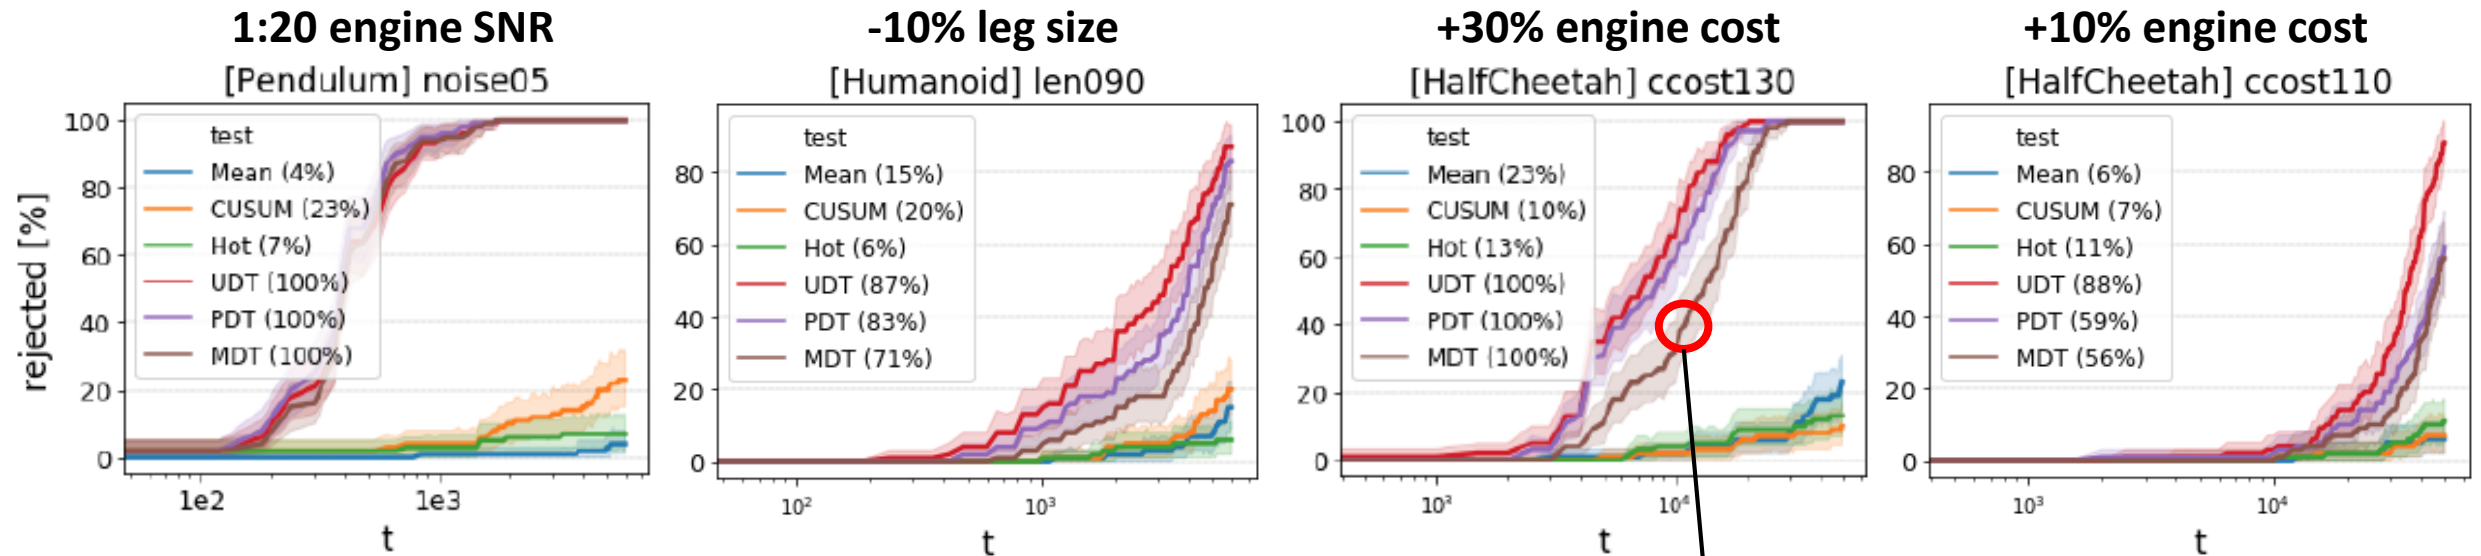 1:20 engine SNR
[Pendulum] noise05
rejected [%]
100
80
60
40
20
0
test
Mean (4%)
CUSUM (23%)
Hot (7%)
UDT (100%)
PDT (100%)
MDT (100%)
1e2
1e3
t
-10% leg size
[Humanoid] len090
80
60
40
20
0
test
Mean (15%)
CUSUM (20%)
Hot (6%)
UDT (87%)
PDT (83%)
MDT (71%)
10²
10³
t
+30% engine cost
[HalfCheetah] ccost130
100
80
60
40
20
0
test
Mean (23%)
CUSUM (10%)
Hot (13%)
UDT (100%)
PDT (100%)
MDT (100%)
10³
10⁴
t
+10% engine cost
[HalfCheetah] ccost110
80
60
40
20
0
test
Mean (6%)
CUSUM (7%)
Hot (11%)
UDT (88%)
PDT (59%)
MDT (56%)
10³
10⁴
t